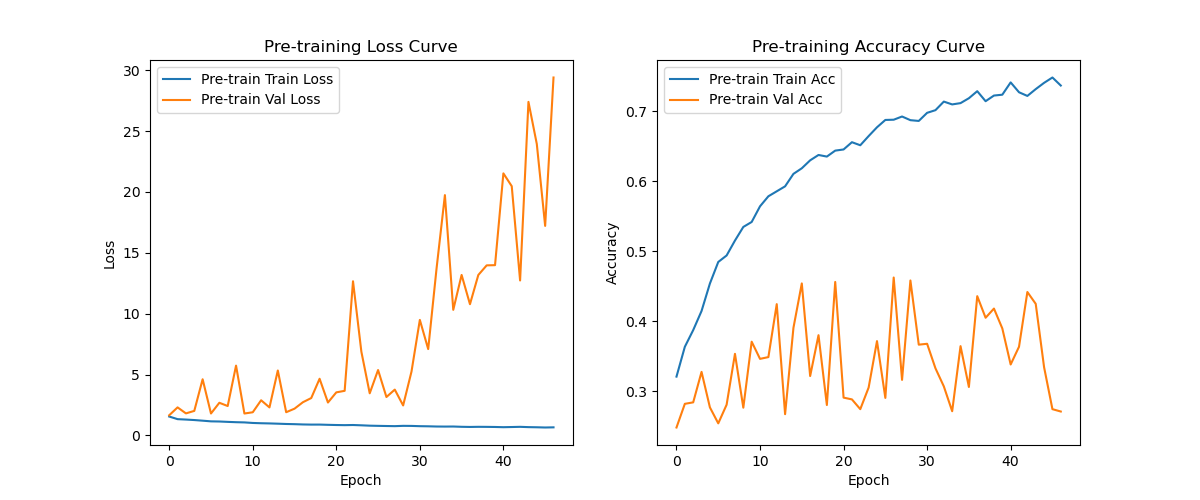 Pre-training Loss Curve
Pre-train Train Loss
Pre-train Val Loss
30
25
20
15
10
5
0
Loss
0 10 20 30 40
Epoch
Pre-training Accuracy Curve
Pre-train Train Acc
Pre-train Val Acc
0.7
0.6
0.5
0.4
0.3
Accuracy
0 10 20 30 40
Epoch